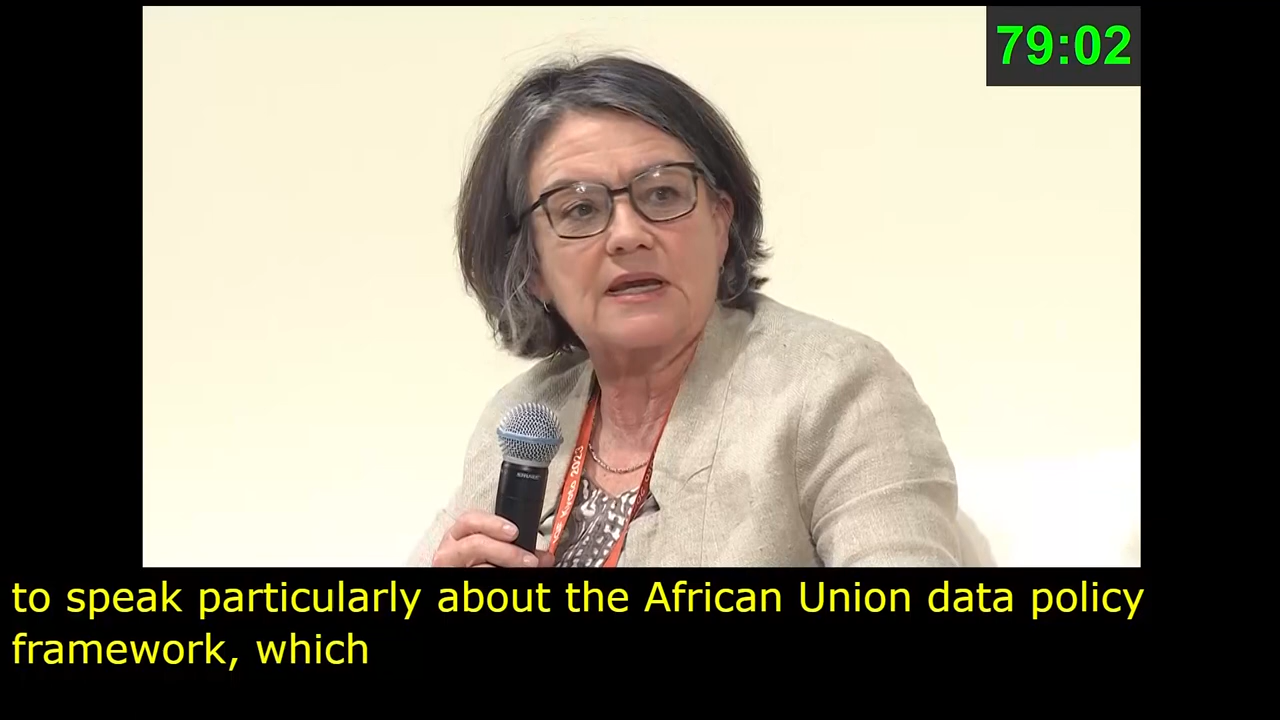 79:02
to speak particularly about the African Union data policy
framework, which